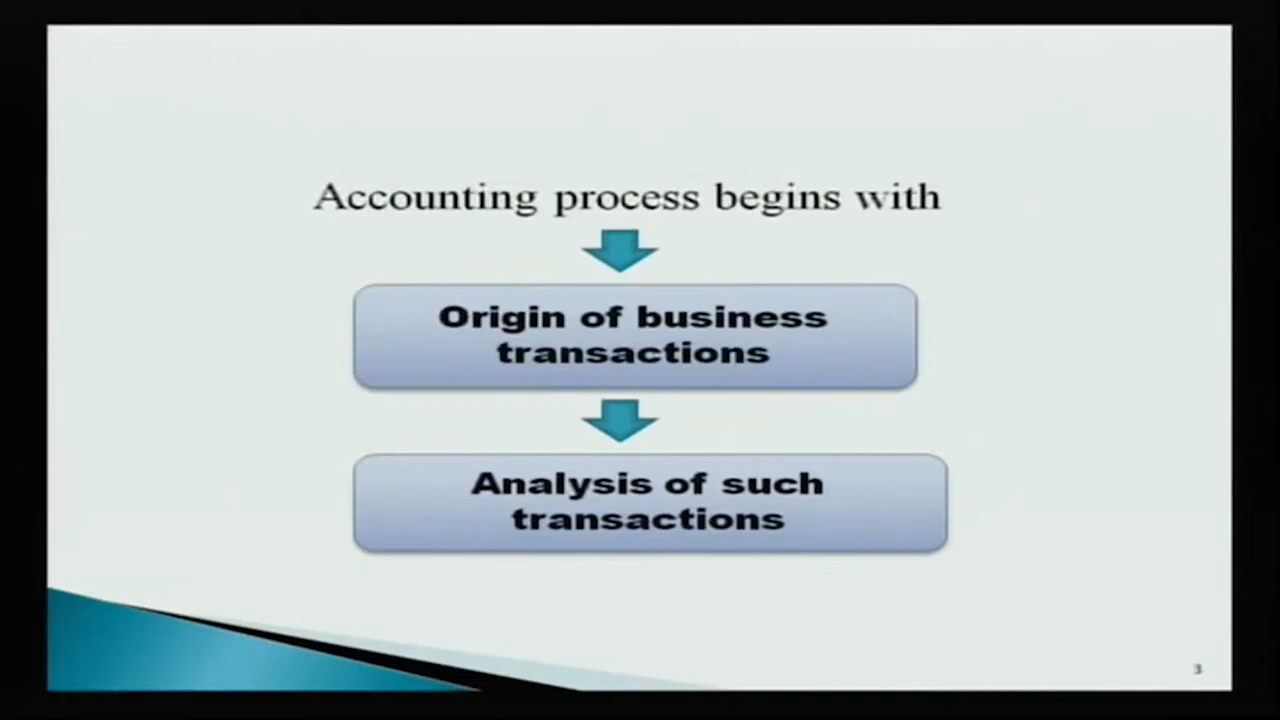 Accounting process begins with
Origin of business
transactions
Analysis of such
transactions
3